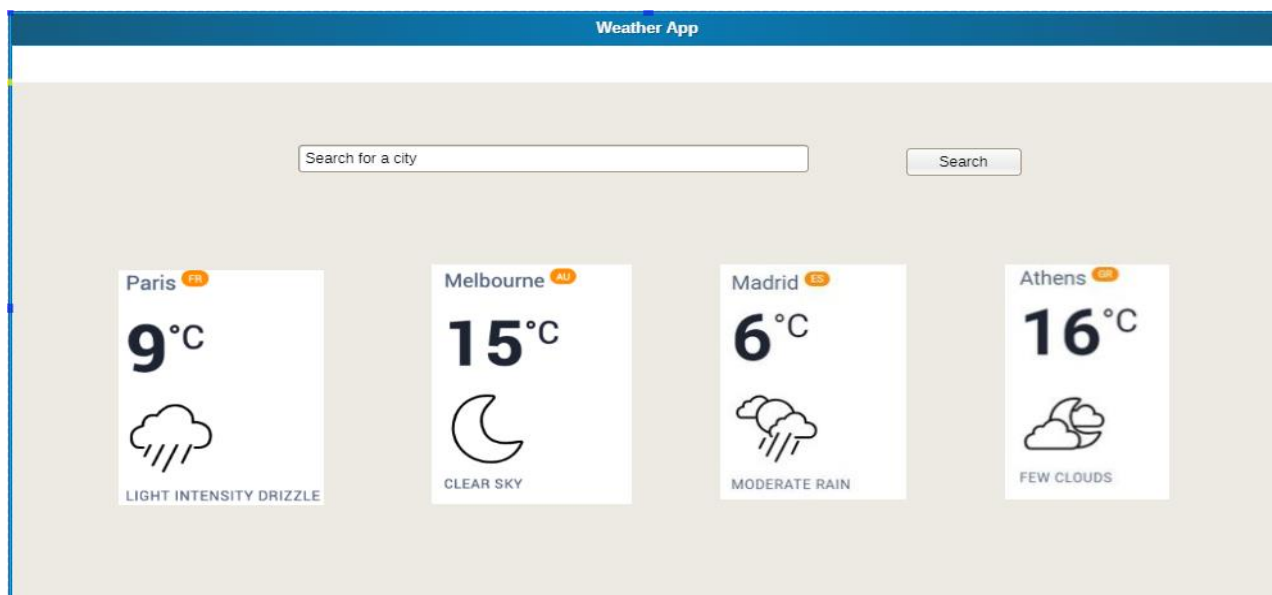 Weather App
Search for a city
Search
Paris FR
9°C
LIGHT INTENSITY DRIZZLE
Melbourne AU
15°C
CLEAR SKY
Madrid ES
6°C
MODERATE RAIN
Athens GR
16°C
FEW CLOUDS